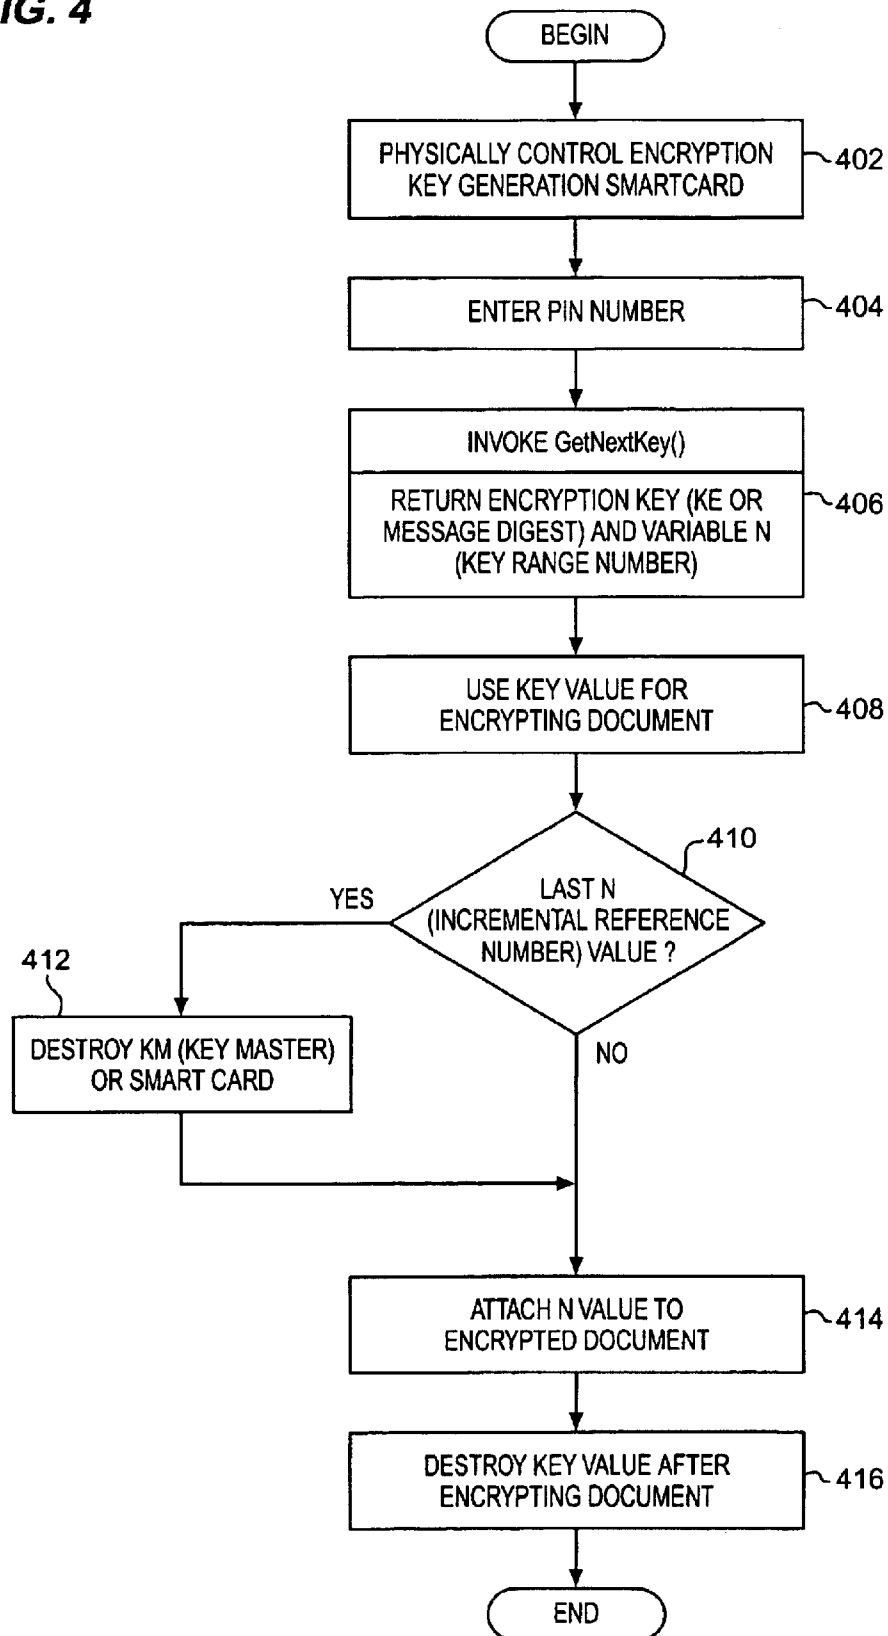 IG. 4
BEGIN
PHYSICALLY CONTROL ENCRYPTION
KEY GENERATION SMARTCARD
402
ENTER PIN NUMBER
404
INVOKE GetNextKey()
RETURN ENCRYPTION KEY (KE OR
MESSAGE DIGEST) AND VARIABLE N
(KEY RANGE NUMBER)
406
USE KEY VALUE FOR
ENCRYPTING DOCUMENT
408
410
LAST N
(INCREMENTAL REFERENCE
NUMBER) VALUE ?
YES
412
DESTROY KM (KEY MASTER)
OR SMART CARD
NO
ATTACH N VALUE TO
ENCRYPTED DOCUMENT
414
DESTROY KEY VALUE AFTER
ENCRYPTING DOCUMENT
416
END